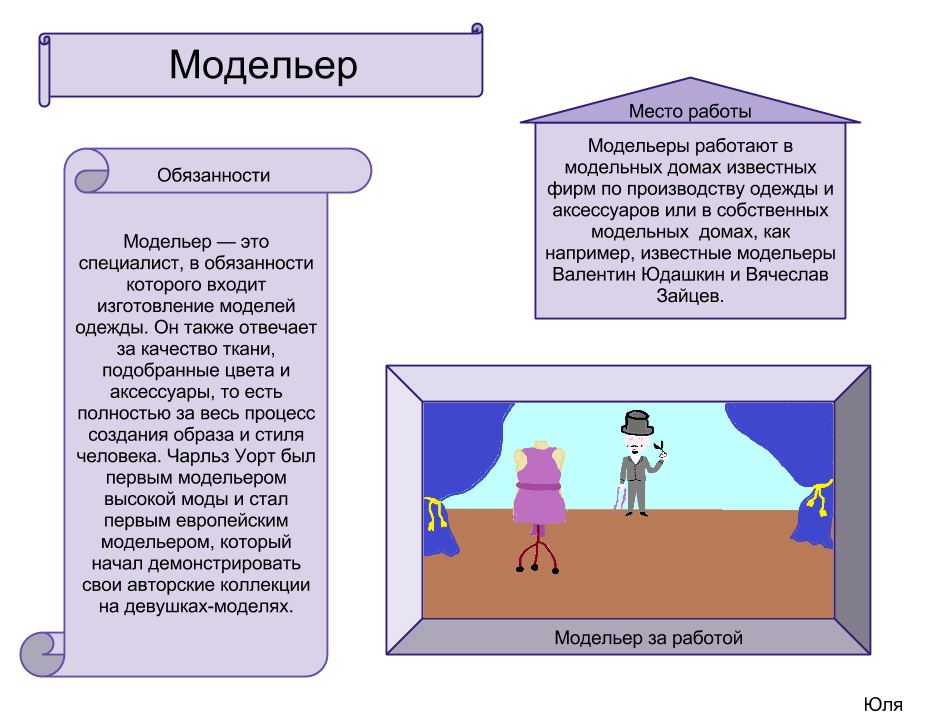 Модельер
Обязанности
Модельер — это
специалист, в обязанности
которого входит
изготовление моделей
одежды. Он также отвечает
за качество ткани,
подобранные цвета и
аксессуары, то есть
полностью за весь процесс
создания образа и стиля
человека. Чарльз Уорт был
первым модельером
высокой моды и стал
первым европейским
модельером, который
начал демонстрировать
свои авторские коллекции
на девушках-моделях.
Место работы
Модельеры работают в
модельных домах известных
фирм по производству одежды и
аксессуаров или в собственных
модельных домах, как
например, известные модельеры
Валентин Юдашкин и Вячеслав
Зайцев.
Модельер за работой
Юля